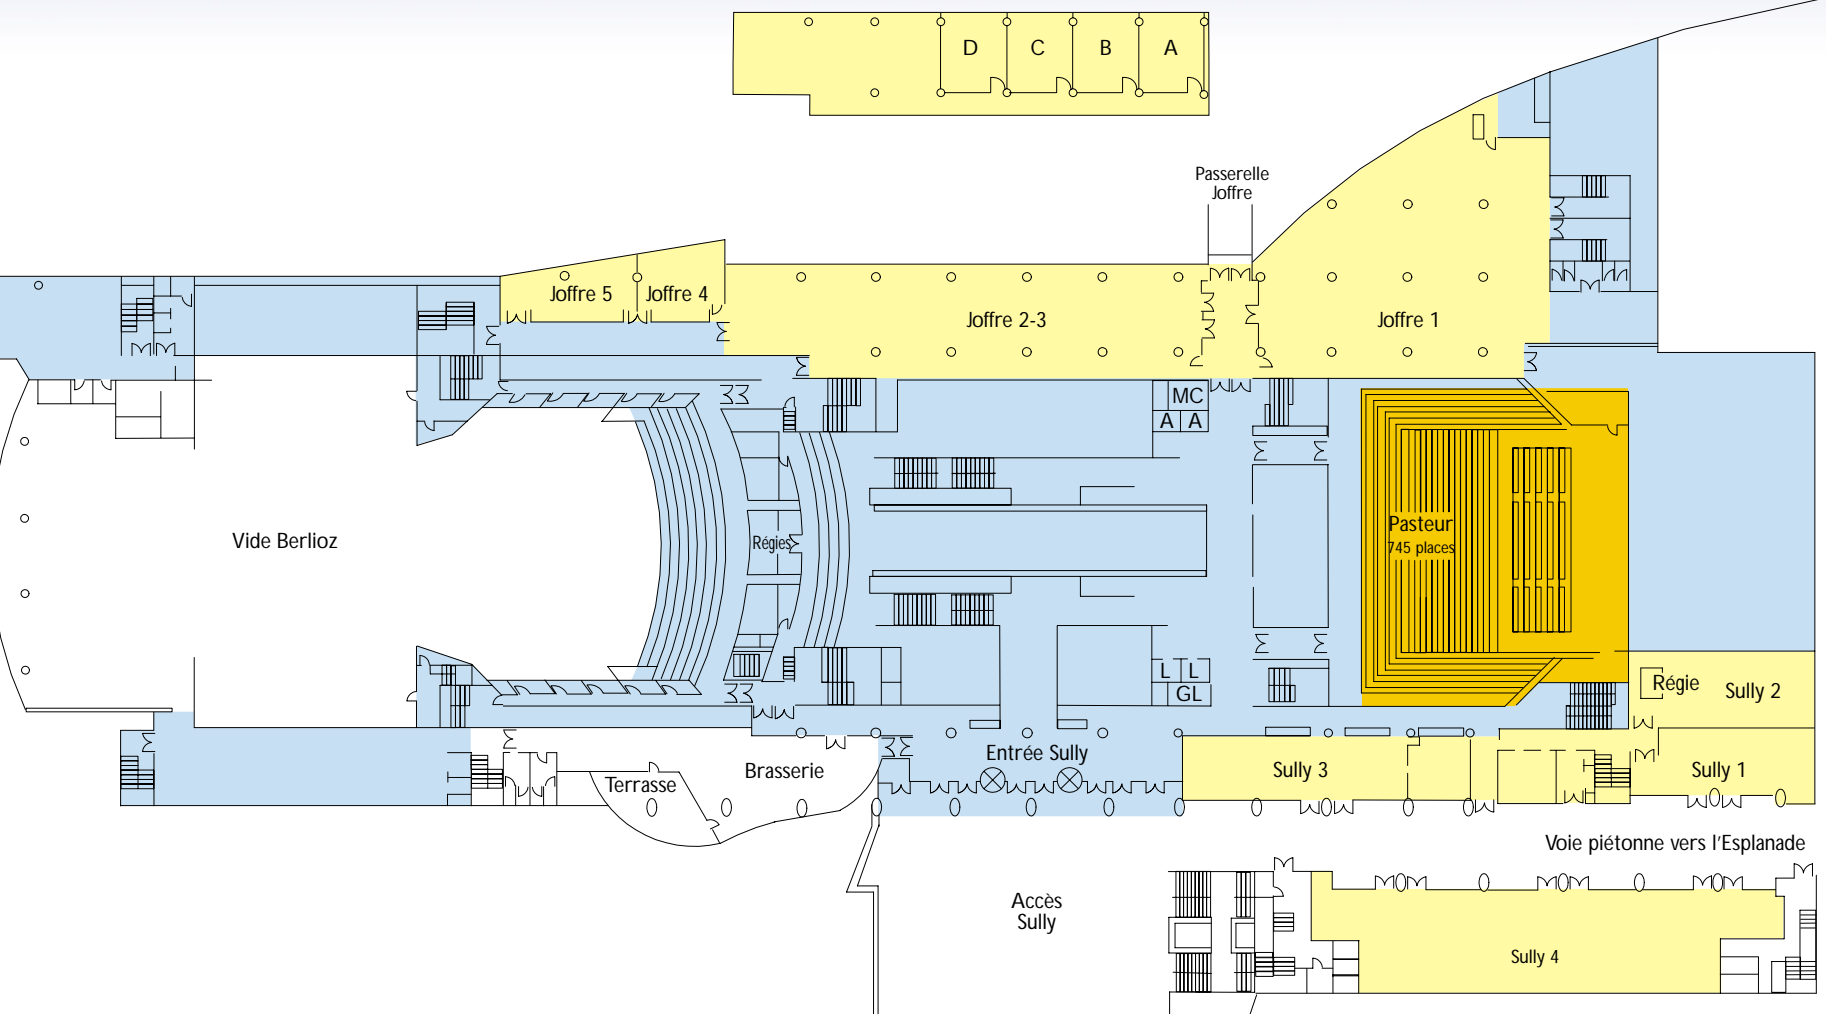 D C B A
Passerelle
Joffre
Joffre 5
Joffre 4
Joffre 2-3
Joffre 1
MC
A A
Vide Berlioz
Régies
Pasteur
745 places
L L
GL
Régie
Sully 2
Entrée Sully
Brasserie
Terrasse
Sully 3
Sully 1
Voie piétonne vers l'Esplanade
Accès
Sully
Sully 4